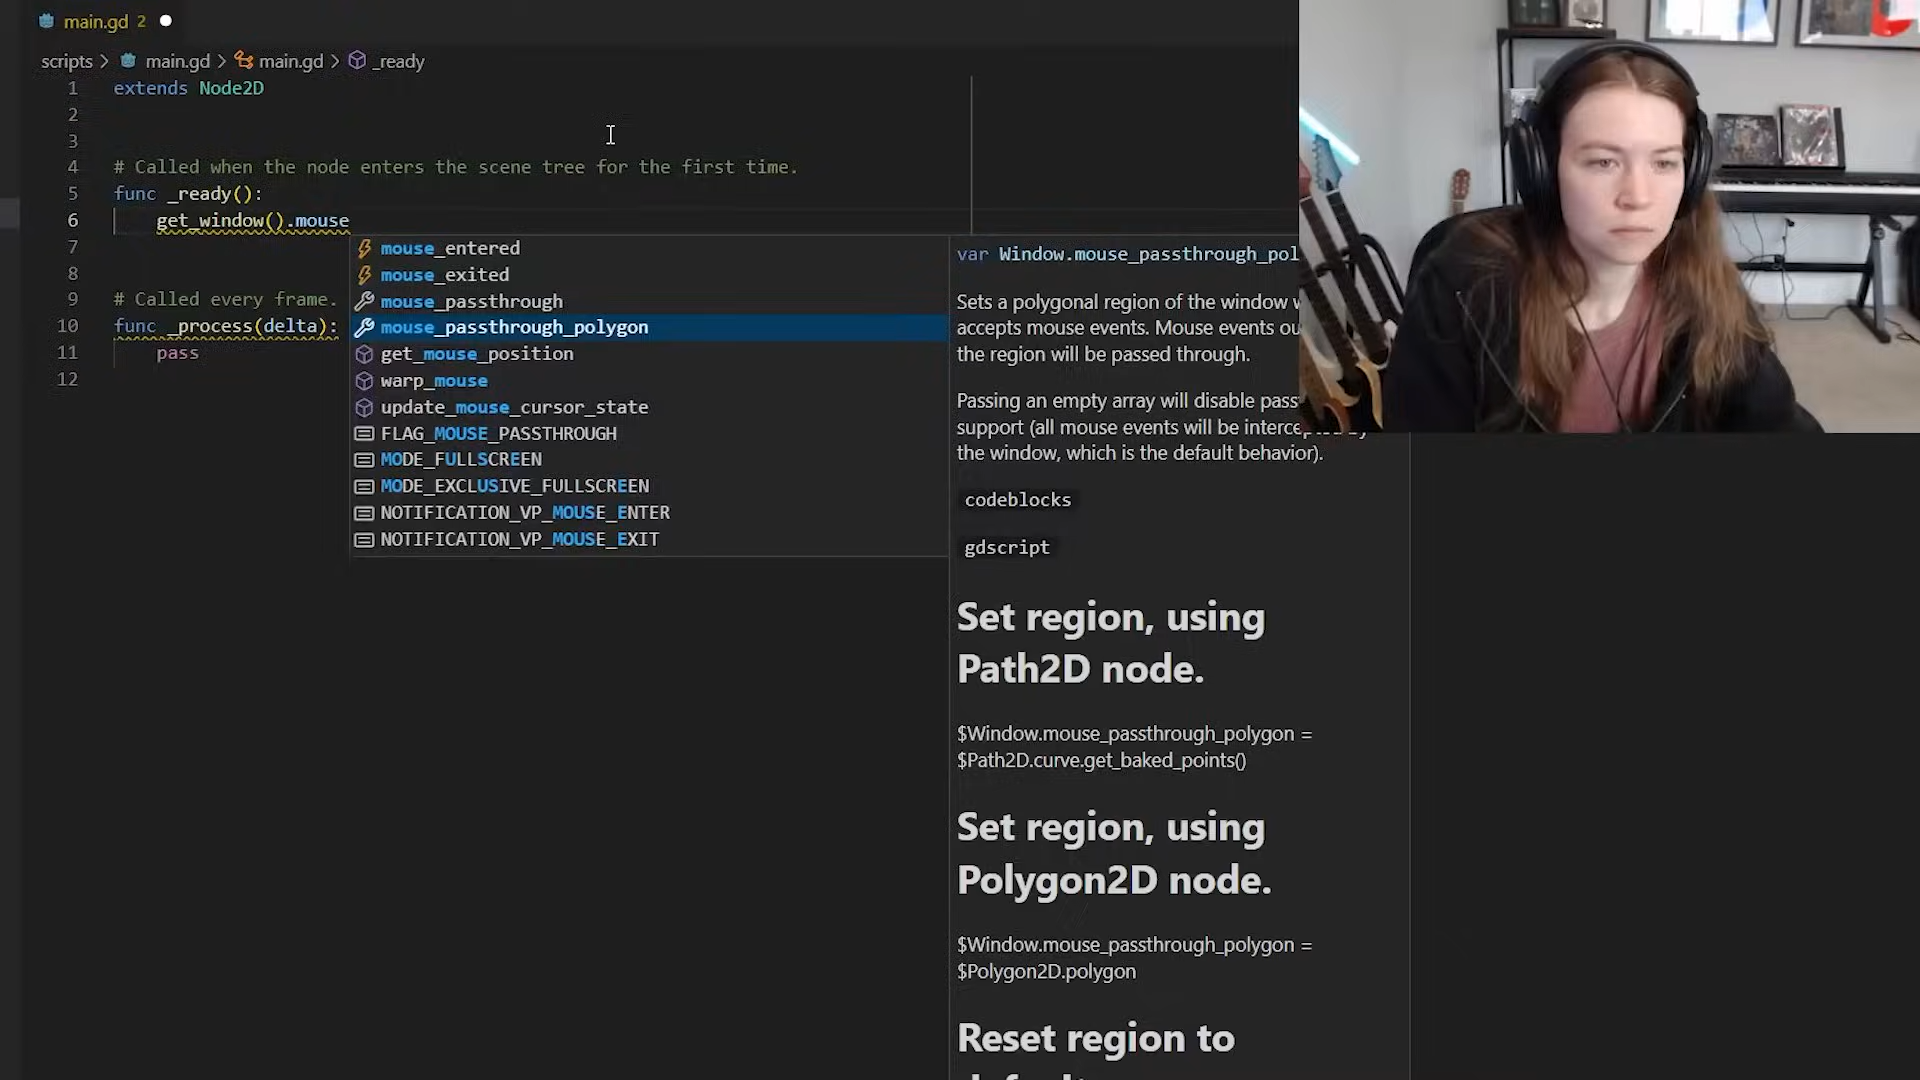 main.gd 2
scripts > main.gd > main.gd > _ready
1 extends Node2D
2
3
4 # Called when the node enters the scene tree for the first time.
5 func _ready():
6 get_window().mouse
7
8
9 # Called every frame.
10 func _process(delta):
11 pass
12
mouse_entered
mouse_exited
mouse_passthrough
mouse_passthrough_polygon
get_mouse_position
warp_mouse
update_mouse_cursor_state
FLAG_MOUSE_PASSTHROUGH
MODE_FULLSCREEN
MODE_EXCLUSIVE_FULLSCREEN
NOTIFICATION_VP_MOUSE_ENTER
NOTIFICATION_VP_MOUSE_EXIT
var Window.mouse_passthrough_pol
Sets a polygonal region of the window
accepts mouse events. Mouse events
the region will be passed through.
Passing an empty array will disable
support (all mouse events will be intercepted by
the window, which is the default behavior).
codeblocks
gdscript
Set region, using
Path2D node.
$Window.mouse_passthrough_polygon =
$Path2D.curve.get_baked_points()
Set region, using
Polygon2D node.
$Window.mouse_passthrough_polygon =
$Polygon2D.polygon
Reset region to